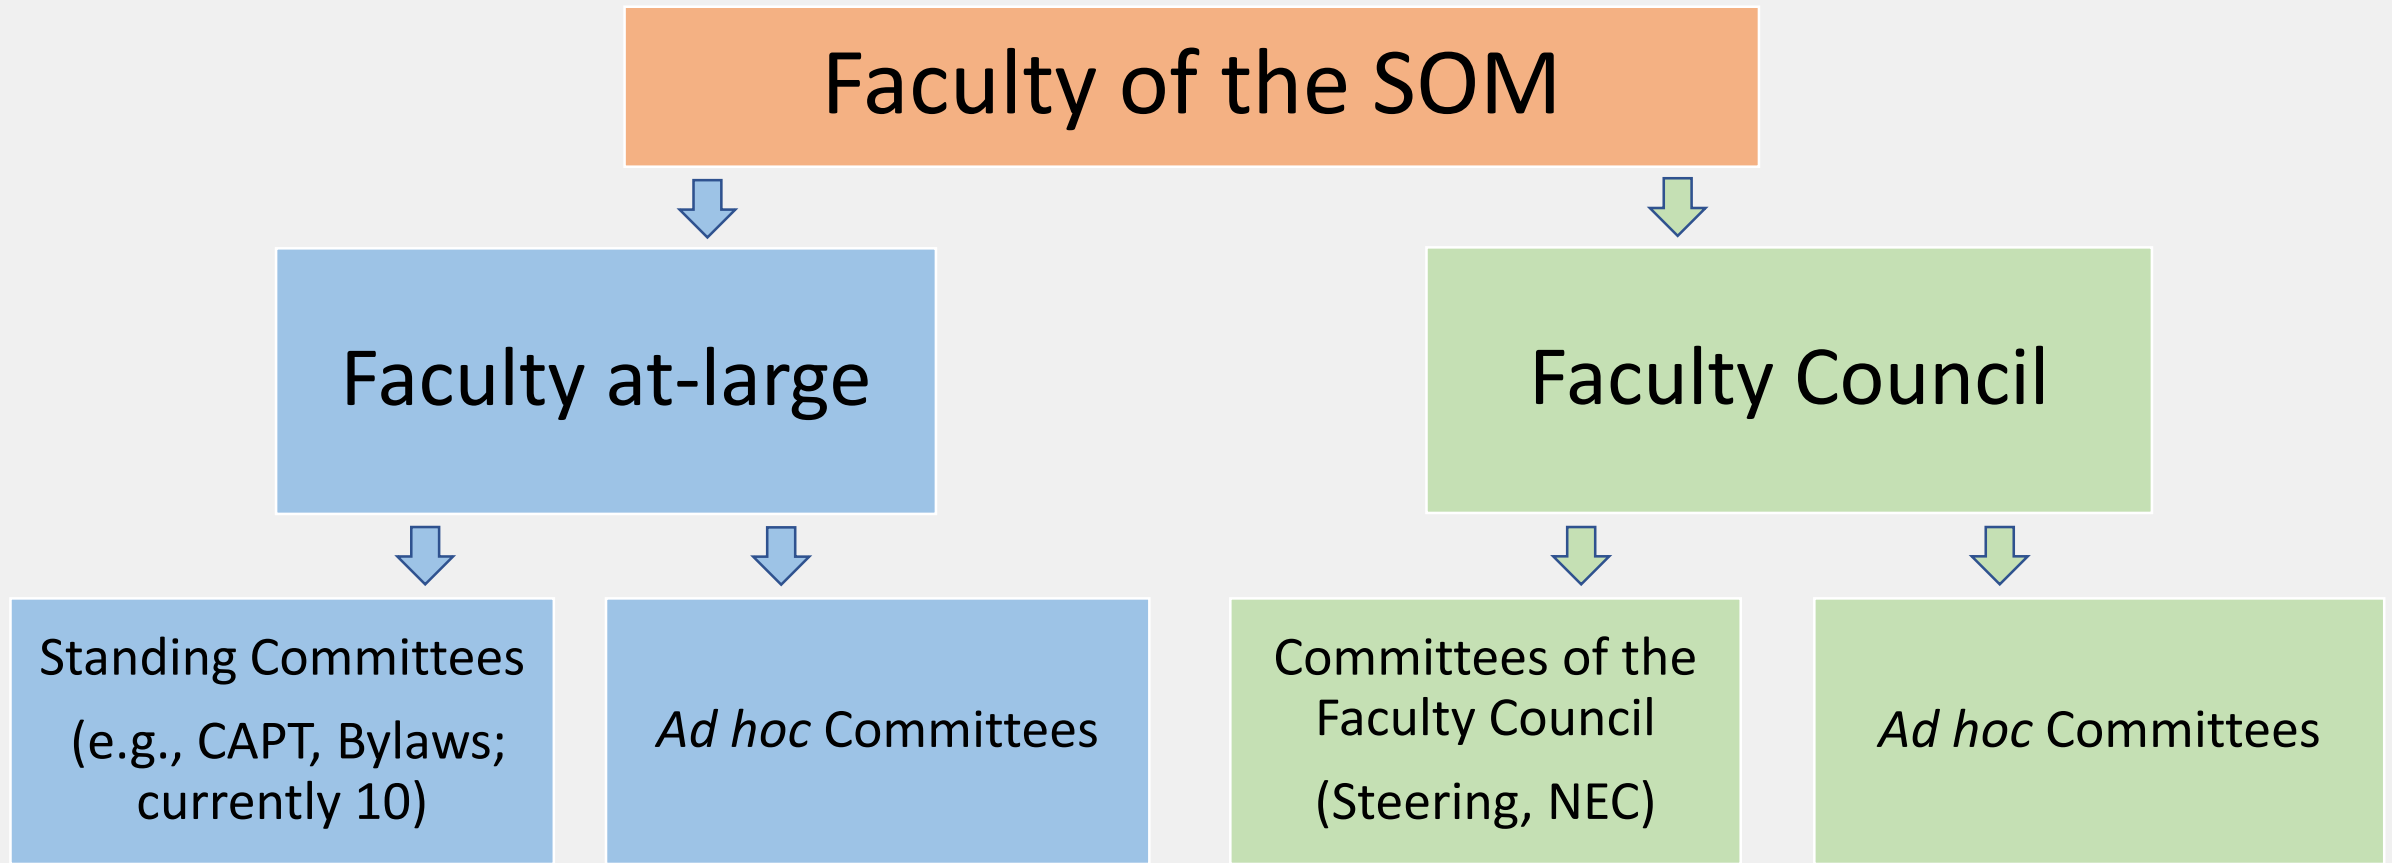 Faculty of the SOM
Faculty at-large
Faculty Council
Standing Committees
(e.g., CAPT, Bylaws;
currently 10)
Ad hoc Committees
Committees of the
Faculty Council
(Steering, NEC)
Ad hoc Committees